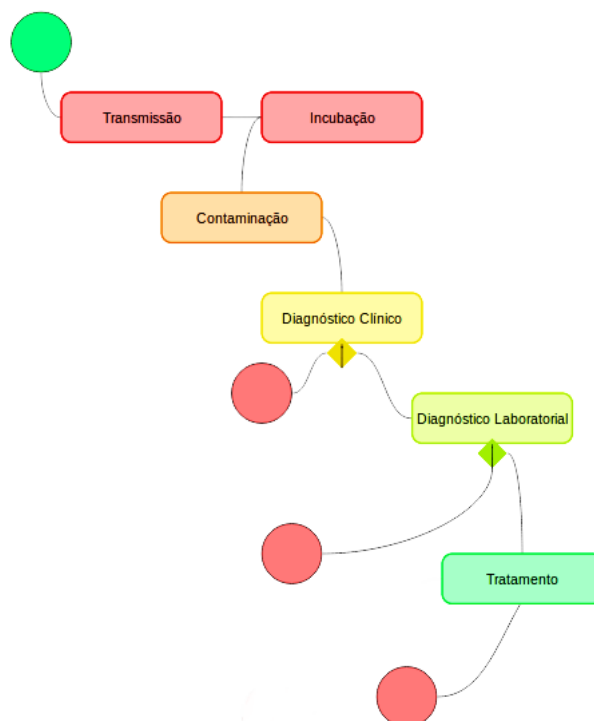 Transmissão
Incubação
Contaminação
Diagnóstico Clínico
Diagnóstico Laboratorial
Tratamento